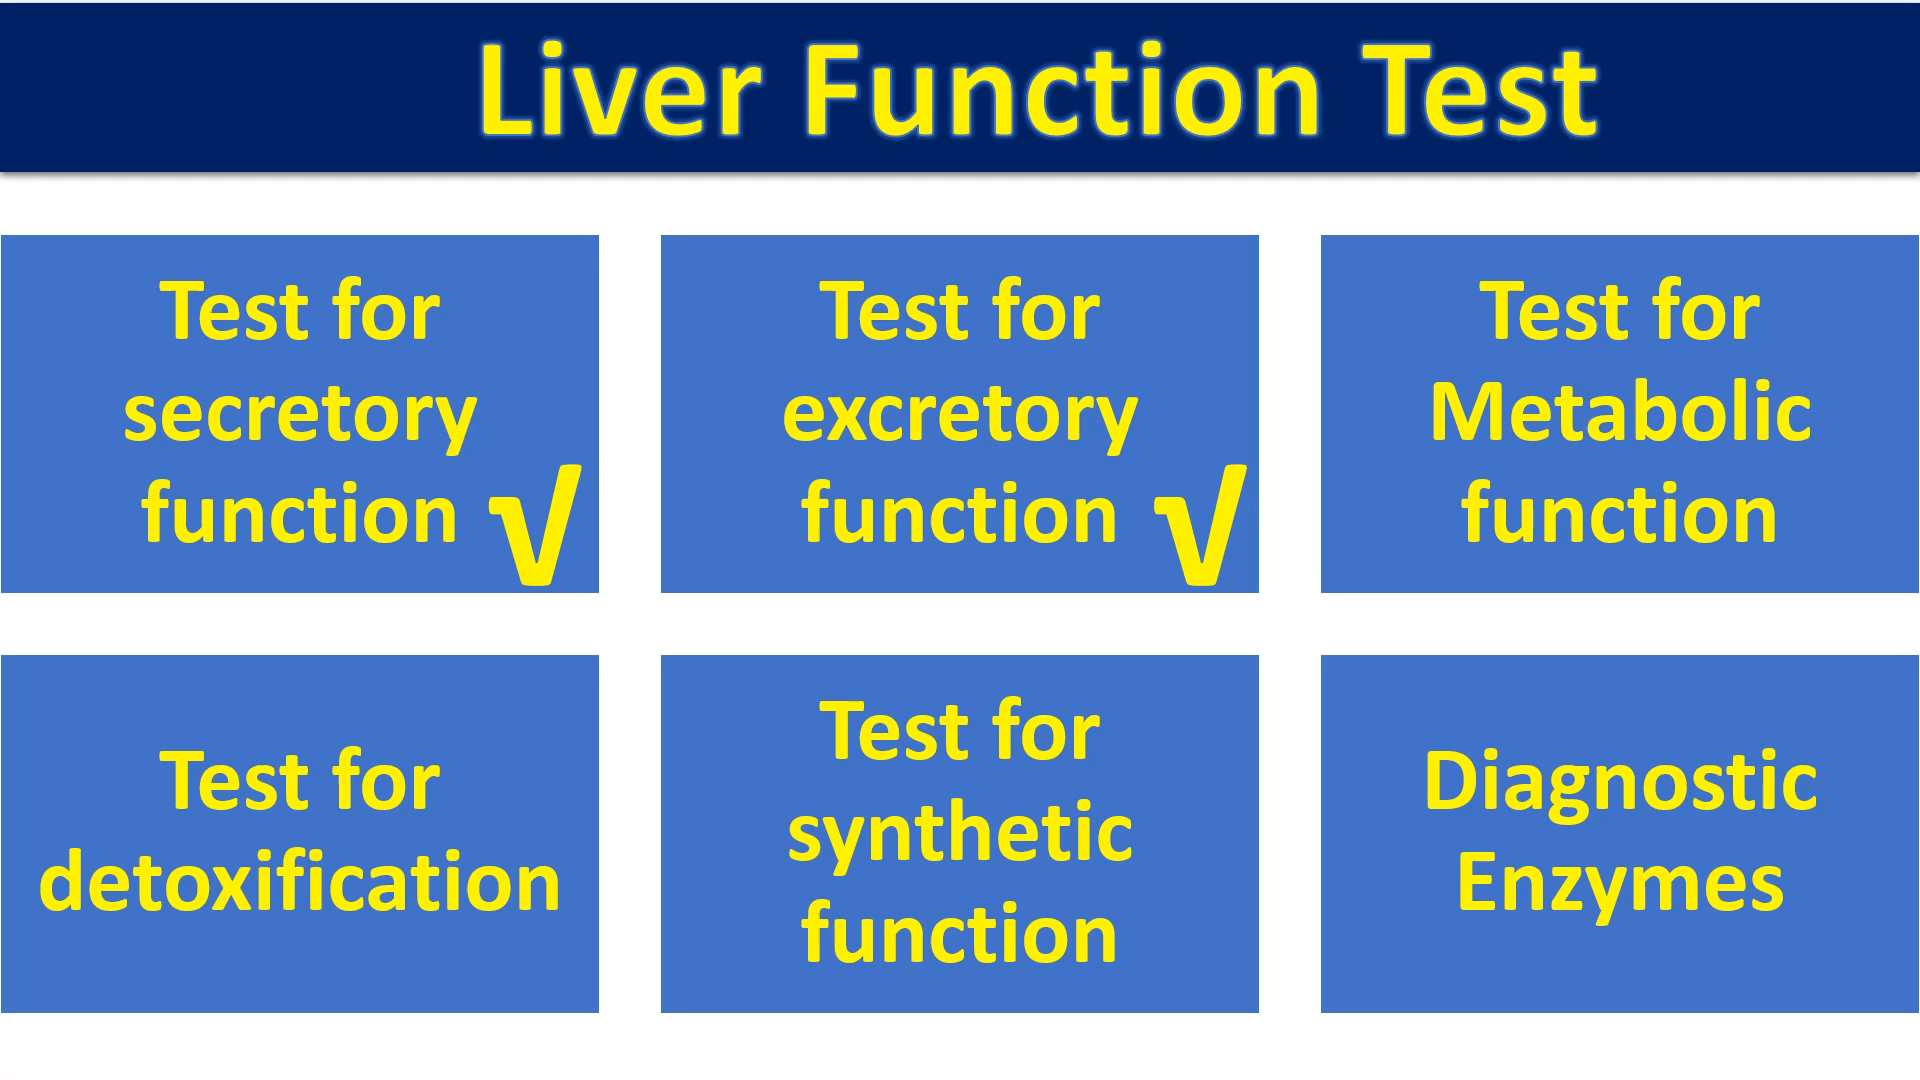 Liver Function Test
Test for
secretory
function √
Test for
excretory
function √
Test for
Metabolic
function
Test for
detoxification
Test for
synthetic
function
Diagnostic
Enzymes